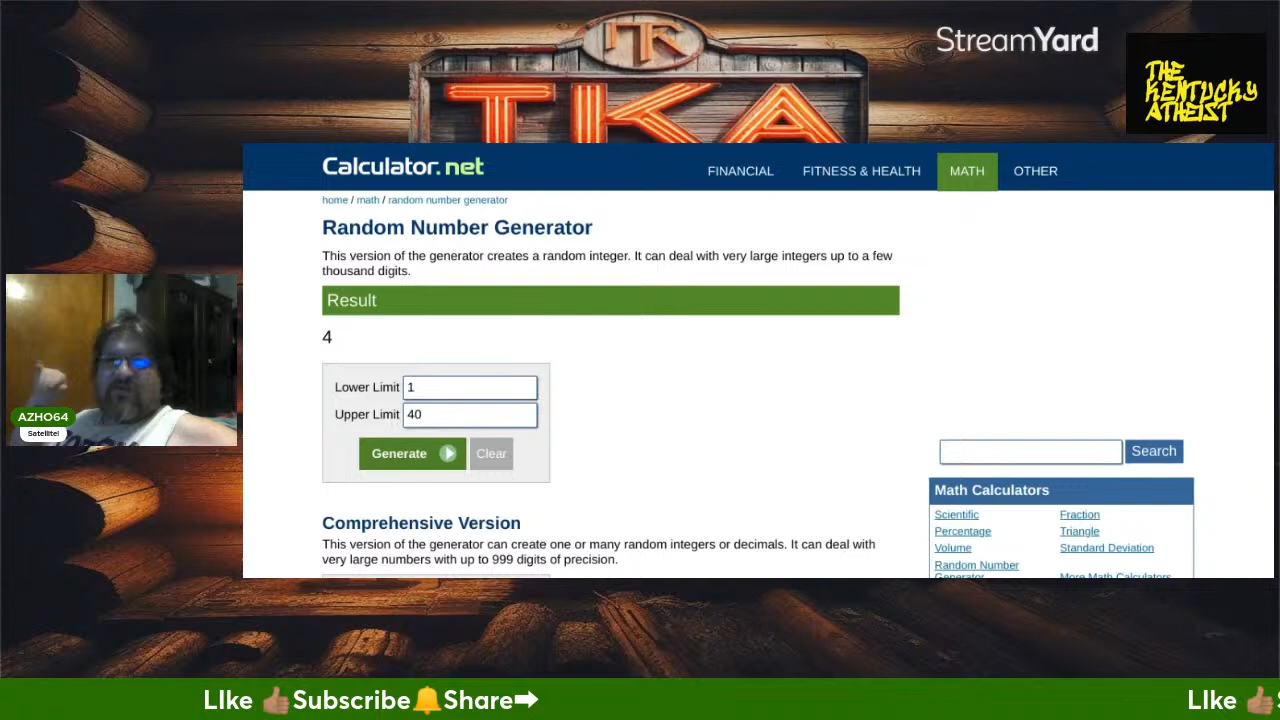 StreamYard
THE
KENTUCKY
ATHEIST
TK
TKA
Calculator.net
FINANCIAL
FITNESS & HEALTH
MATH
OTHER
home / math / random number generator
Random Number Generator
This version of the generator creates a random integer. It can deal with very large integers up to a few
thousand digits.
Result
4
Lower Limit 1
Upper Limit 40
Generate
Clear
Search
Math Calculators
Scientific
Fraction
Percentage
Triangle
Volume
Standard Deviation
Random Number
Generator
More Math Calculators
Comprehensive Version
This version of the generator can create one or many random integers or decimals. It can deal with
very large numbers with up to 999 digits of precision.
AZHO64
Satellite!
LIke 👍🏽Subscribe🔔Share➡
LIke 👍🏽S